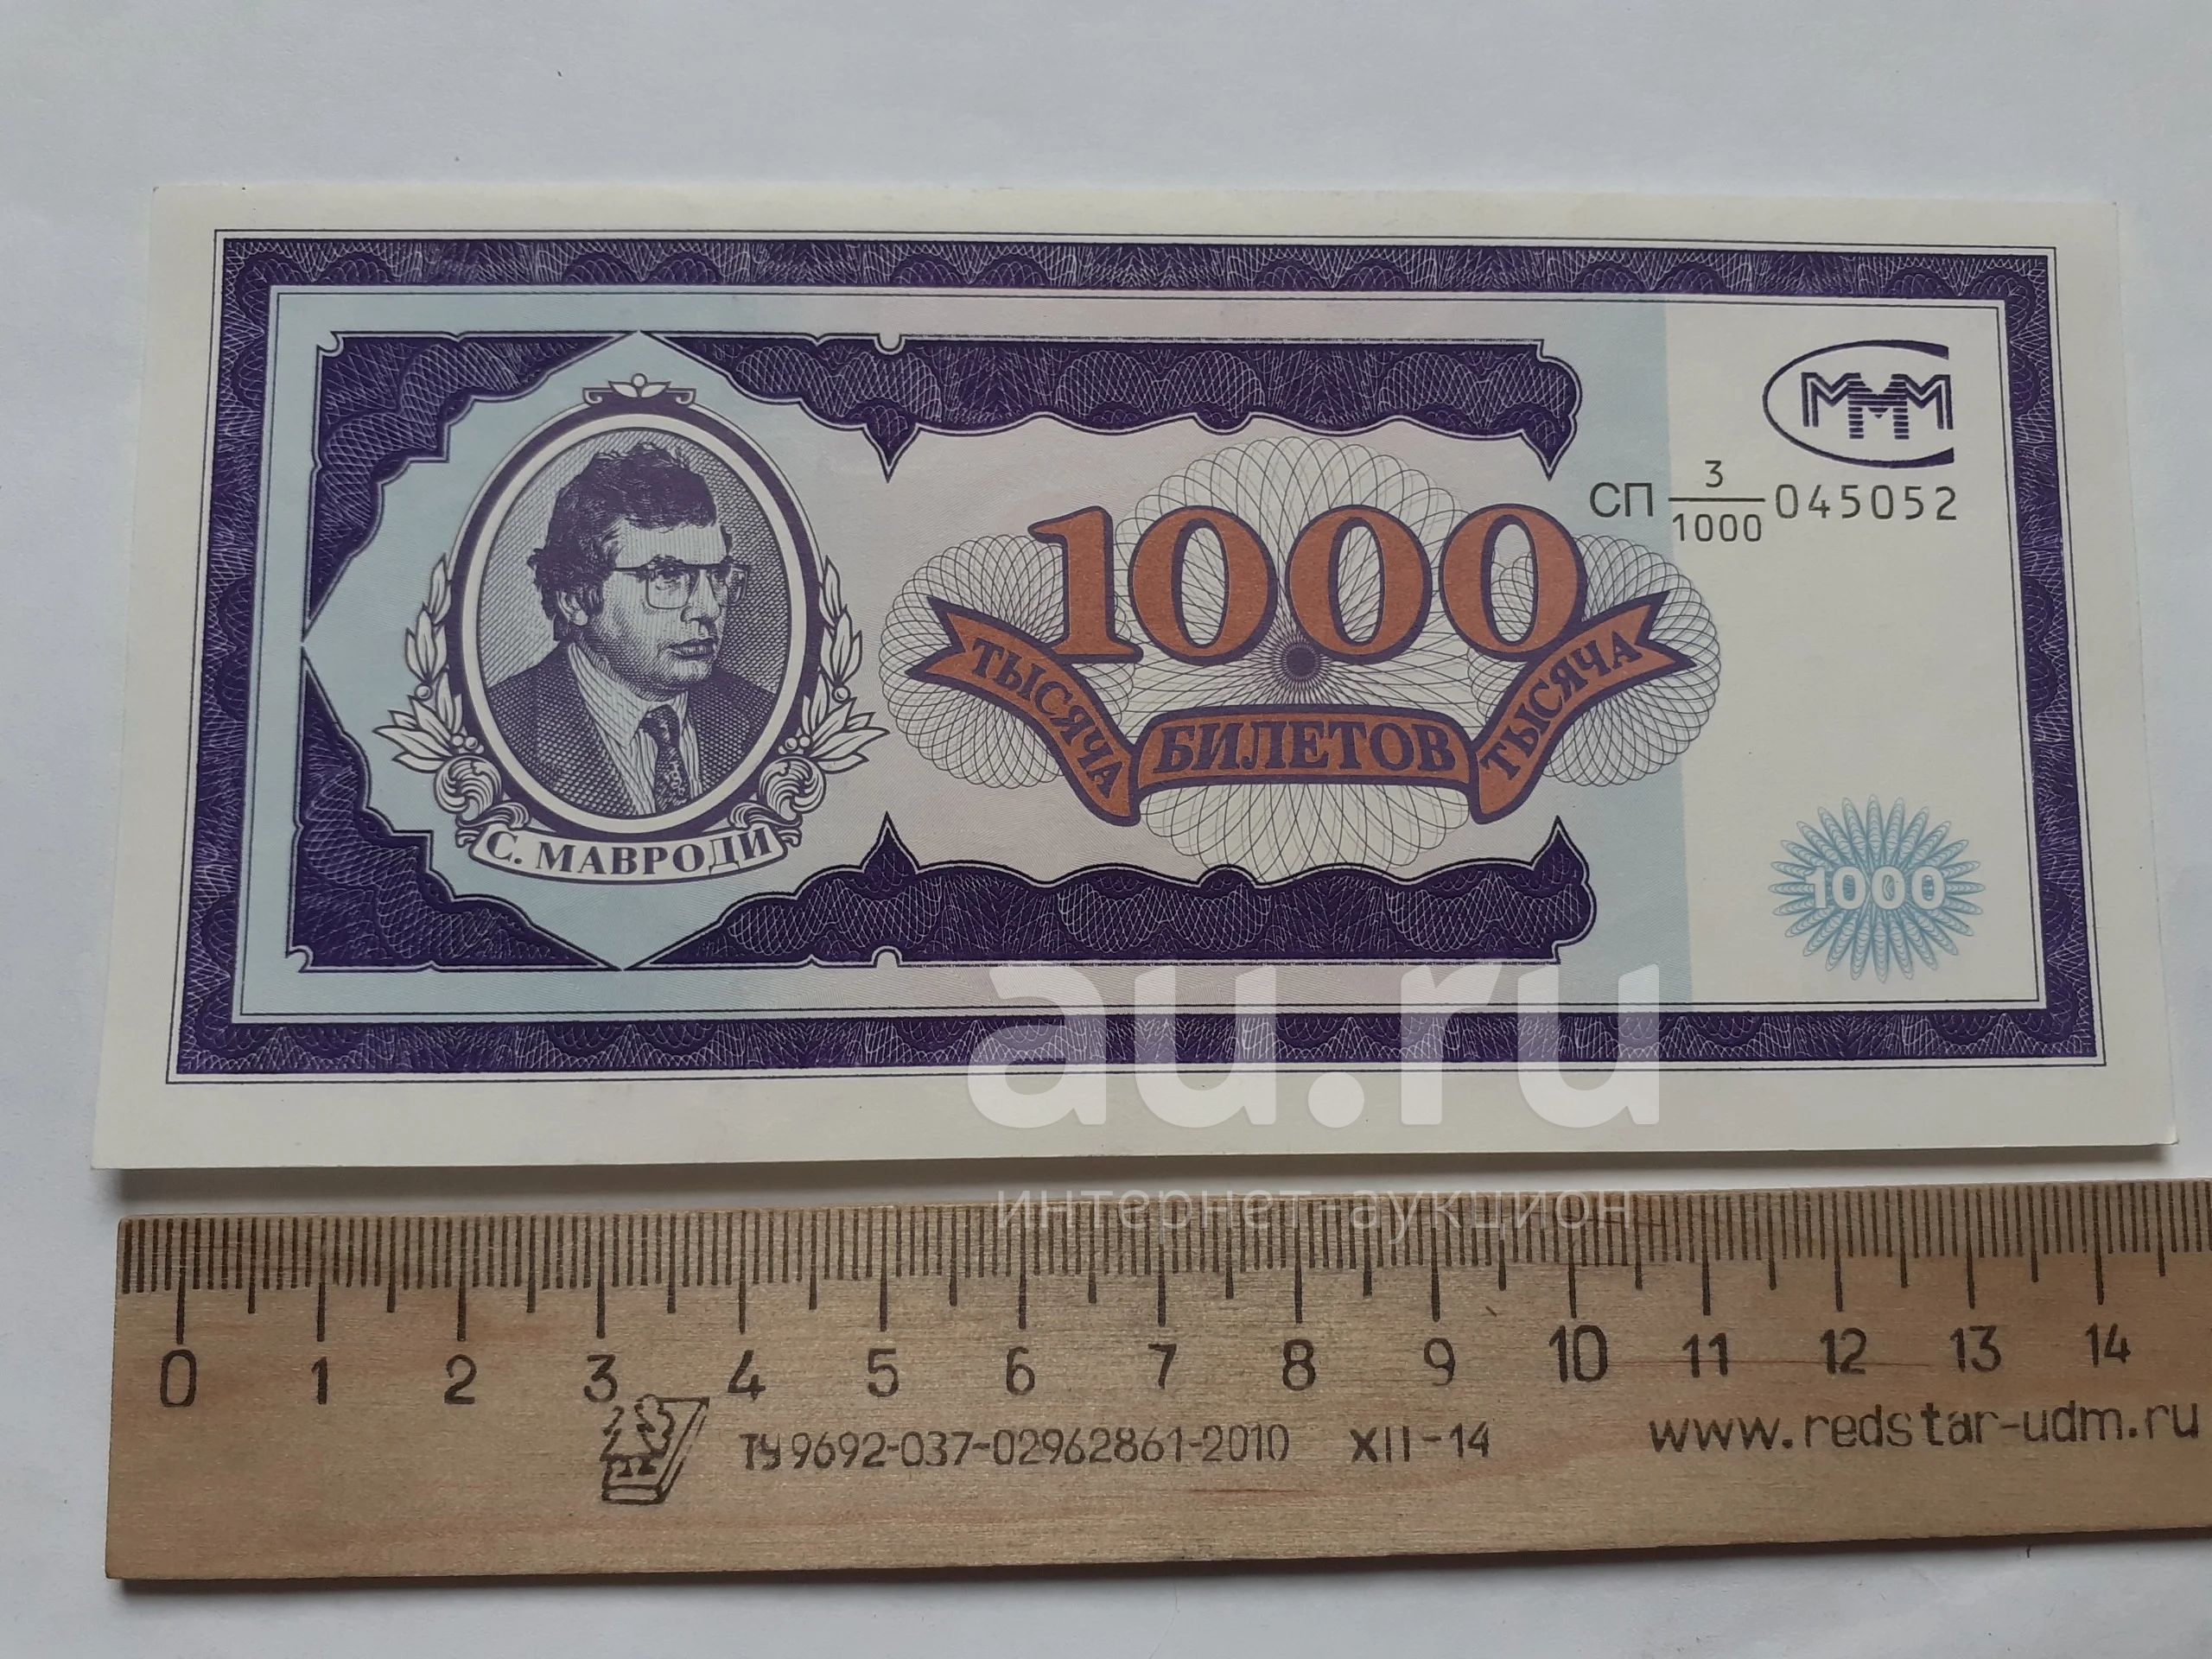 МММ
СП 3/1000 045052
1000
ТЫСЯЧА БИЛЕТОВ ТЫСЯЧА
С. МАВРОДИ
1000
au.ru
интернет-аукцион
0 1 2 3 4 5 6 7 8 9 10 11 12 13 14
ТУ 9692-037-02962861-2010 XII-14 www.redstar-udm.ru